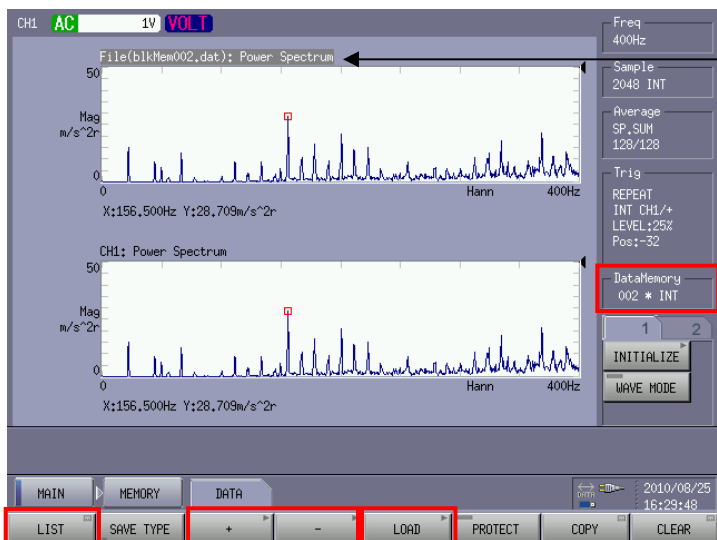 CH1 AC 1V VOLT
File(blkMem002.dat): Power Spectrum
50
Mag
m/s^2r
0
0 Hann 400Hz
X:156.500Hz Y:28.709m/s^2r
CH1: Power Spectrum
50
Mag
m/s^2r
0
0 Hann 400Hz
X:156.500Hz Y:28.709m/s^2r
Freq
400Hz
Sample
2048 INT
Average
SP.SUM
128/128
Trig
REPEAT
INT CH1/+
LEVEL:25%
Pos:-32
DataMemory
002 * INT
1 2
INITIALIZE
WAVE MODE
MAIN MEMORY DATA
DATA
2010/08/25
16:29:48
LIST SAVE TYPE + - LOAD PROTECT COPY CLEAR